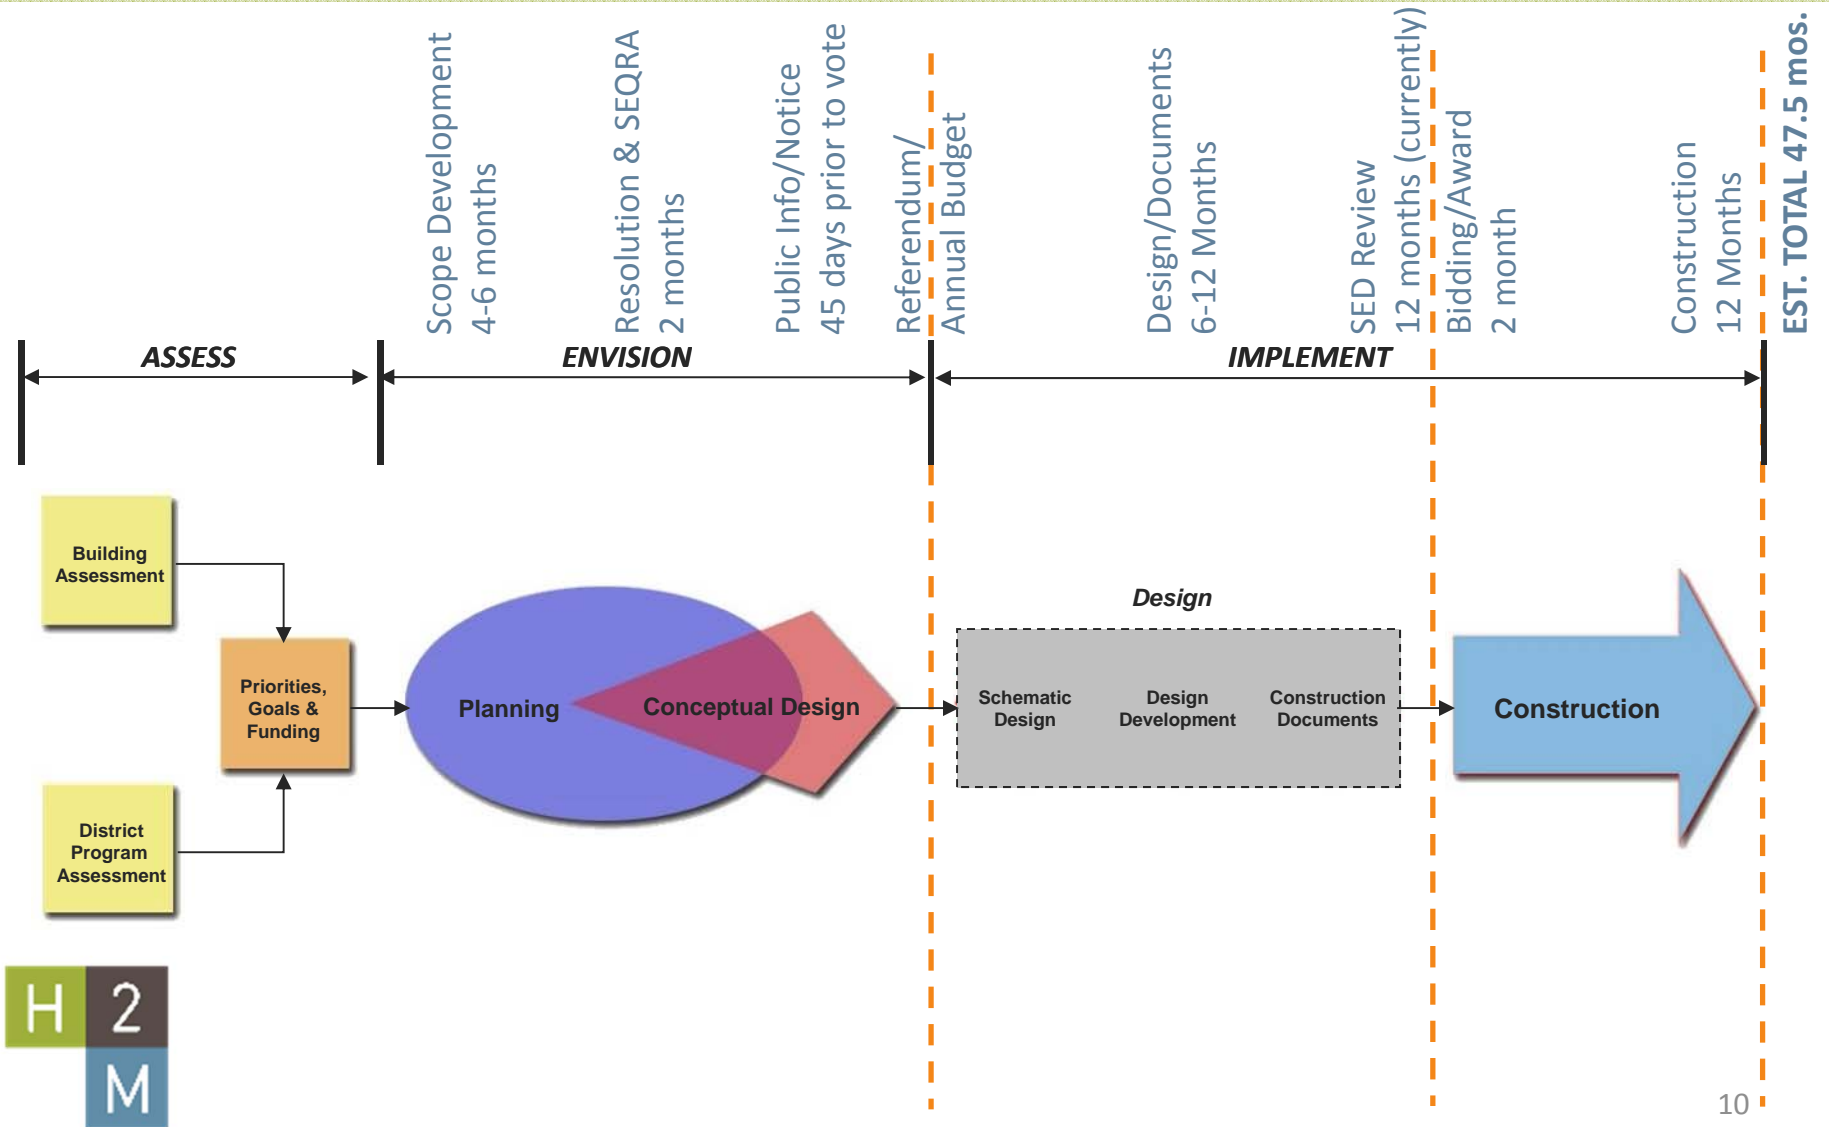 Scope Development
4-6 months
Resolution & SEQRA
2 months
Public Info/Notice
45 days prior to vote
Referendum/
Annual Budget
Design/Documents
6-12 Months
SED Review
12 months (currently)
Bidding/Award
2 month
Construction
12 Months
EST. TOTAL 47.5 mos.
ASSESS
ENVISION
IMPLEMENT
Building
Assessment
Priorities,
Goals &
Funding
District
Program
Assessment
Planning
Conceptual Design
Design
Schematic
Design
Design
Development
Construction
Documents
Construction
H2
M
10